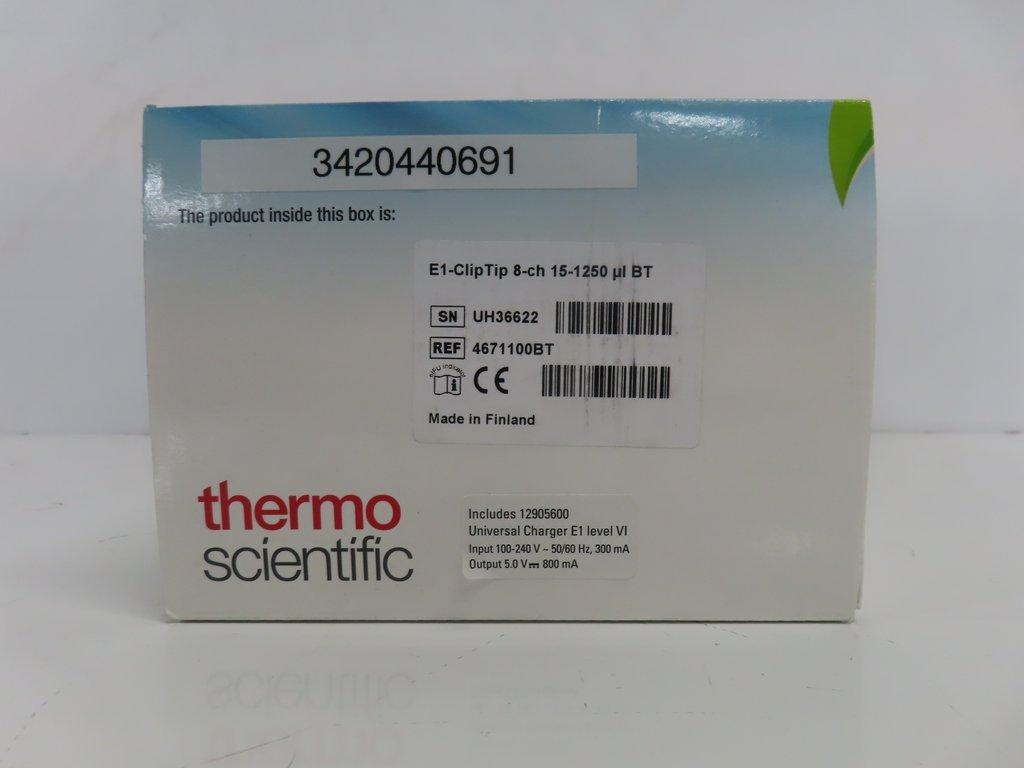 3420440691
The product inside this box is:
E1-ClipTip 8-ch 15-1250 µl BT
SN UH36622
REF 4671100BT
eIFU indicator
CE
Made in Finland
thermo
scientific
Includes 12905600
Universal Charger E1 level VI
Input 100-240 V ~ 50/60 Hz, 300 mA
Output 5.0 V⎓ 800 mA